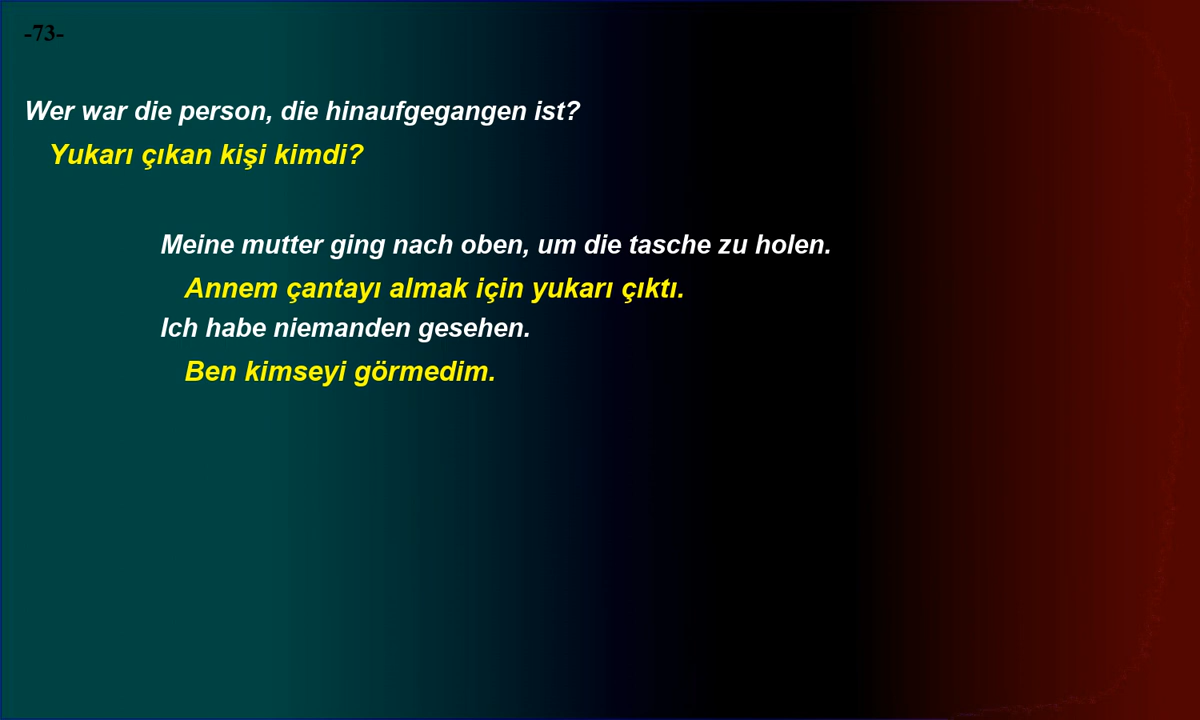 -73-
Wer war die person, die hinaufgegangen ist?
Yukarı çıkan kişi kimdi?
Meine mutter ging nach oben, um die tasche zu holen.
Annem çantayı almak için yukarı çıktı.
Ich habe niemanden gesehen.
Ben kimseyi görmedim.